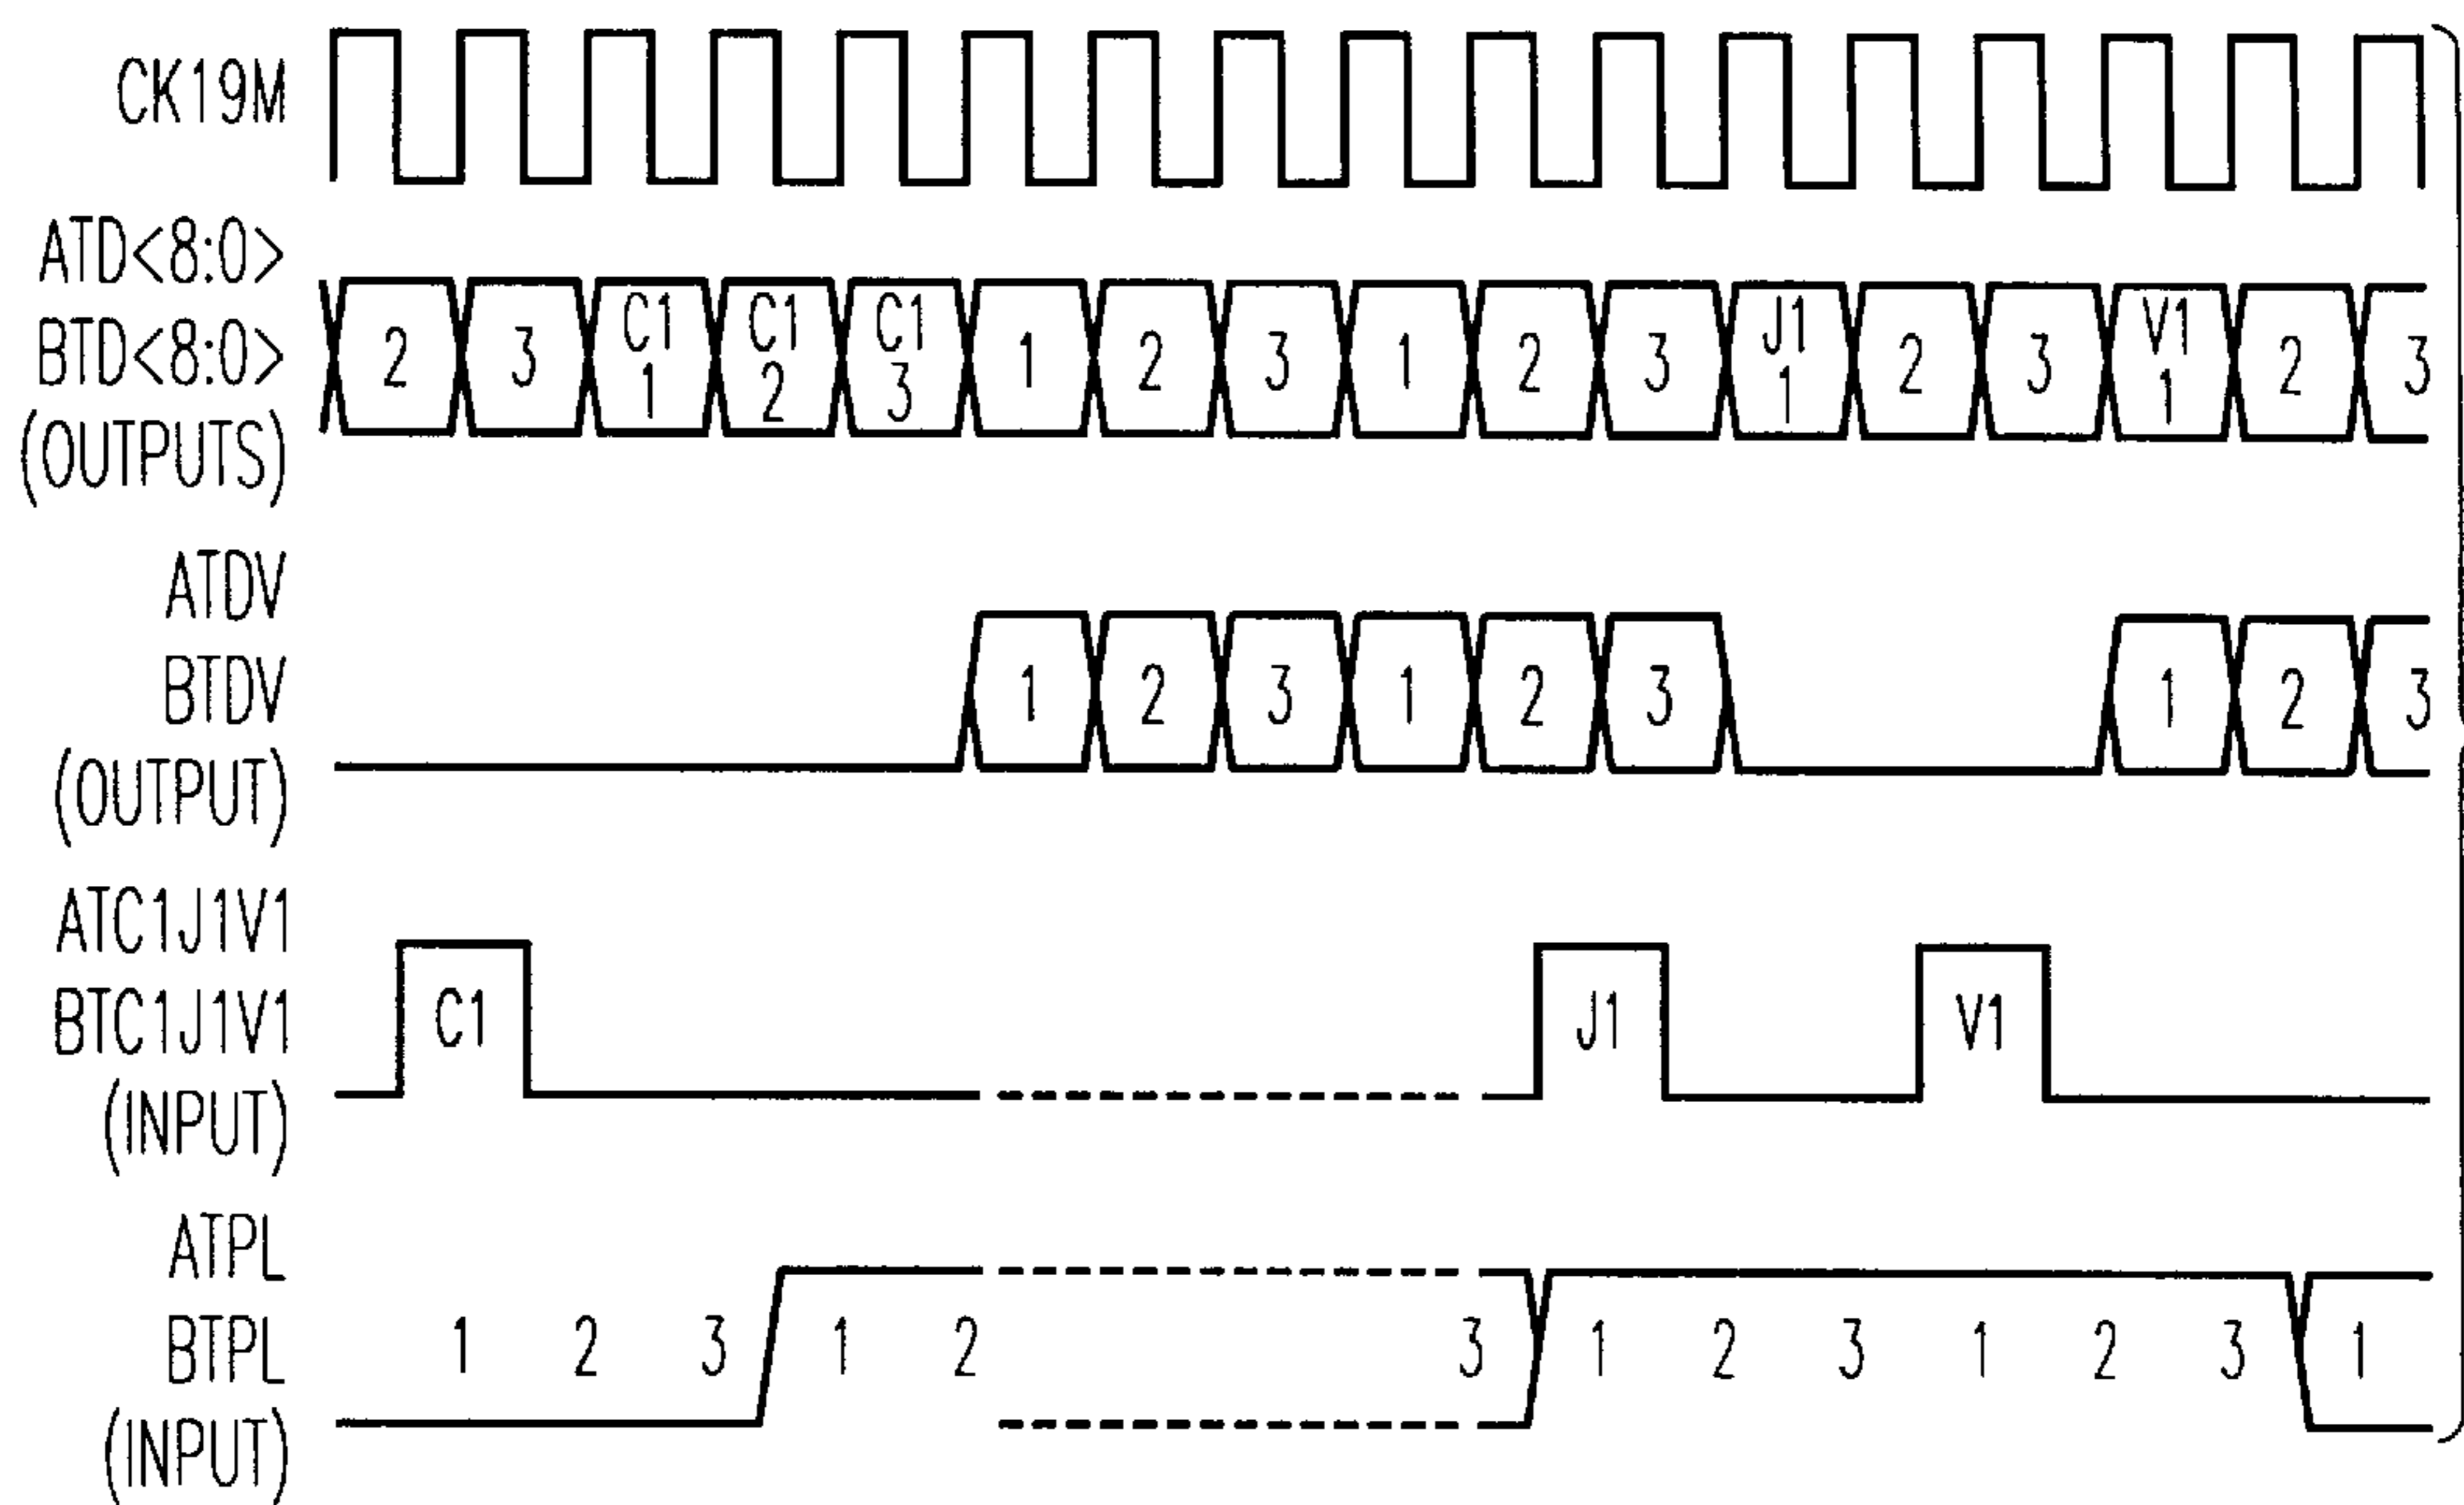 CK19M
ATD<8:0>
BTD<8:0>
(OUTPUTS)
2 3 C1 1 C1 2 C1 3 1 2 3 1 2 3 J1 1 2 3 V1 1 2 3
ATDV
BTDV
(OUTPUT)
1 2 3 1 2 3 1 2 3
ATC1J1V1
BTC1J1V1
(INPUT)
C1 J1 V1
ATPL
BTPL
(INPUT)
1 2 3 1 2 3 1 2 3 1 2 3 1